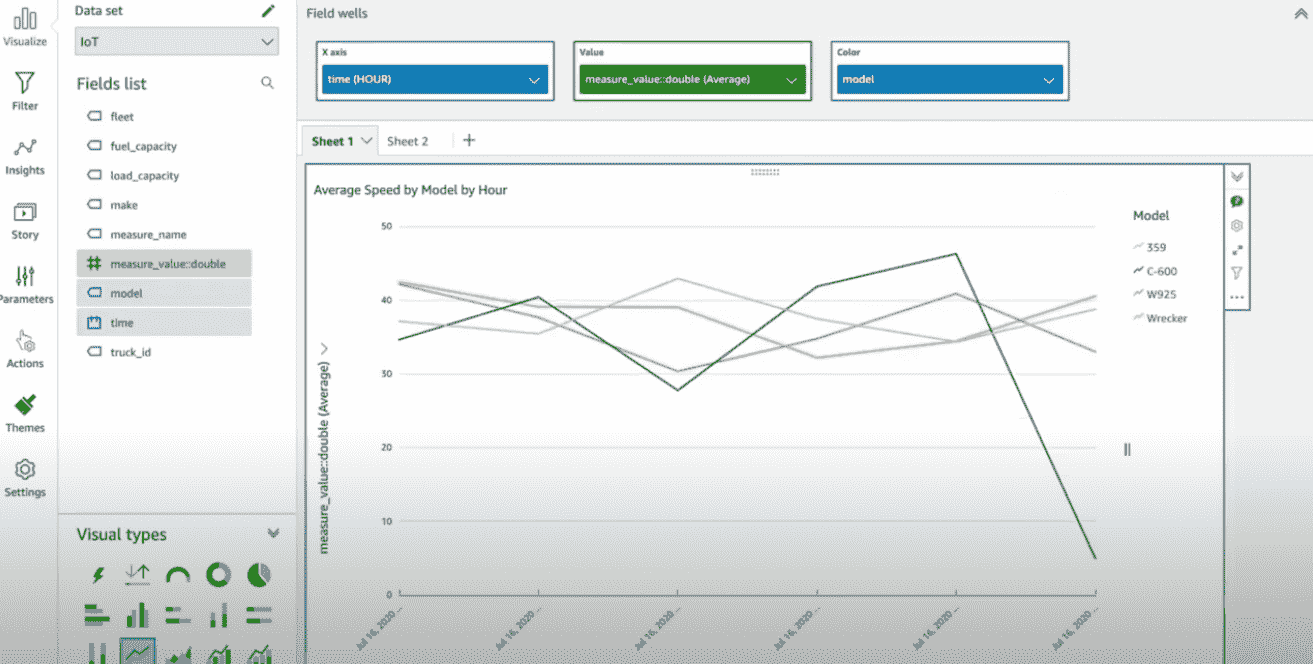 Visualize
Filter
Insights
Story
Parameters
Actions
Themes
Settings
Data set
IoT
Fields list
fleet
fuel_capacity
load_capacity
make
measure_name
measure_value::double
model
time
truck_id
Visual types
Field wells
X axis
time (HOUR)
Value
measure_value::double (Average)
Color
model
Sheet 1
Sheet 2
Average Speed by Model by Hour
measure_value::double (Average)
50
40
30
20
10
0
Jul 16, 2020 ...
Jul 16, 2020 ...
Jul 16, 2020 ...
Jul 16, 2020 ...
Jul 16, 2020 ...
Jul 16, 2020 ...
Model
359
C-600
W925
Wrecker